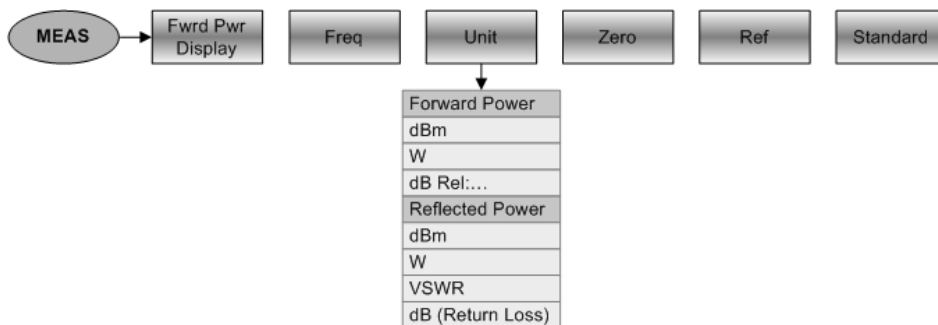 MEAS
Fwrd Pwr
Display
Freq
Unit
Zero
Ref
Standard
Forward Power
dBm
W
dB Rel:...
Reflected Power
dBm
W
VSWR
dB (Return Loss)